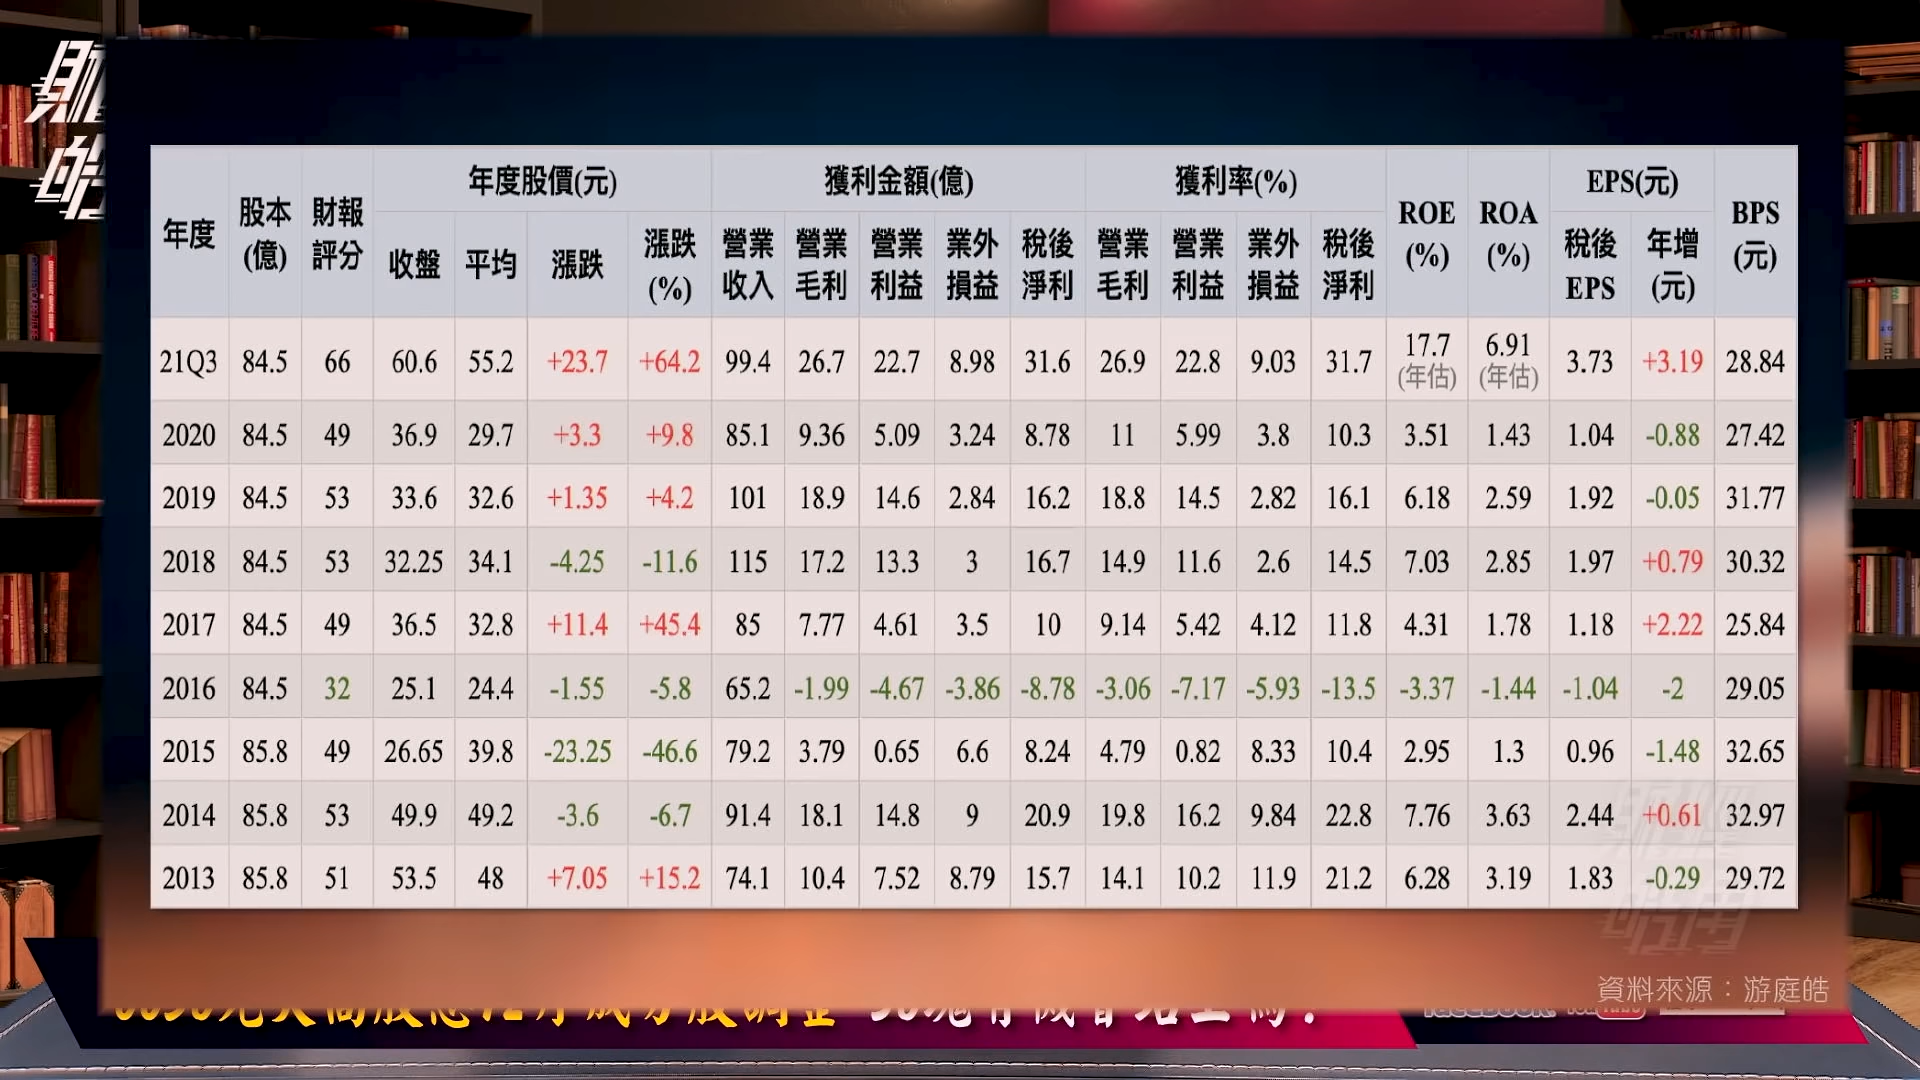 年度 股本(億) 財報評分 年度股價(元) 獲利金額(億) 獲利率(%) ROE(%) ROA(%) EPS(元) BPS(元)
收盤 平均 漲跌 漲跌(%) 營業收入 營業毛利 營業利益 業外損益 稅後淨利 營業毛利 營業利益 業外損益 稅後淨利 稅後EPS 年增(元)
21Q3 84.5 66 60.6 55.2 +23.7 +64.2 99.4 26.7 22.7 8.98 31.6 26.9 22.8 9.03 31.7 17.7(年估) 6.91(年估) 3.73 +3.19 28.84
2020 84.5 49 36.9 29.7 +3.3 +9.8 85.1 9.36 5.09 3.24 8.78 11 5.99 3.8 10.3 3.51 1.43 1.04 -0.88 27.42
2019 84.5 53 33.6 32.6 +1.35 +4.2 101 18.9 14.6 2.84 16.2 18.8 14.5 2.82 16.1 6.18 2.59 1.92 -0.05 31.77
2018 84.5 53 32.25 34.1 -4.25 -11.6 115 17.2 13.3 3 16.7 14.9 11.6 2.6 14.5 7.03 2.85 1.97 +0.79 30.32
2017 84.5 49 36.5 32.8 +11.4 +45.4 85 7.77 4.61 3.5 10 9.14 5.42 4.12 11.8 4.31 1.78 1.18 +2.22 25.84
2016 84.5 32 25.1 24.4 -1.55 -5.8 65.2 -1.99 -4.67 -3.86 -8.78 -3.06 -7.17 -5.93 -13.5 -3.37 -1.44 -1.04 -2 29.05
2015 85.8 49 26.65 39.8 -23.25 -46.6 79.2 3.79 0.65 6.6 8.24 4.79 0.82 8.33 10.4 2.95 1.3 0.96 -1.48 32.65
2014 85.8 53 49.9 49.2 -3.6 -6.7 91.4 18.1 14.8 9 20.9 19.8 16.2 9.84 22.8 7.76 3.63 2.44 +0.61 32.97
2013 85.8 51 53.5 48 +7.05 +15.2 74.1 10.4 7.52 8.79 15.7 14.1 10.2 11.9 21.2 6.28 3.19 1.83 -0.29 29.72
資料來源：游庭皓